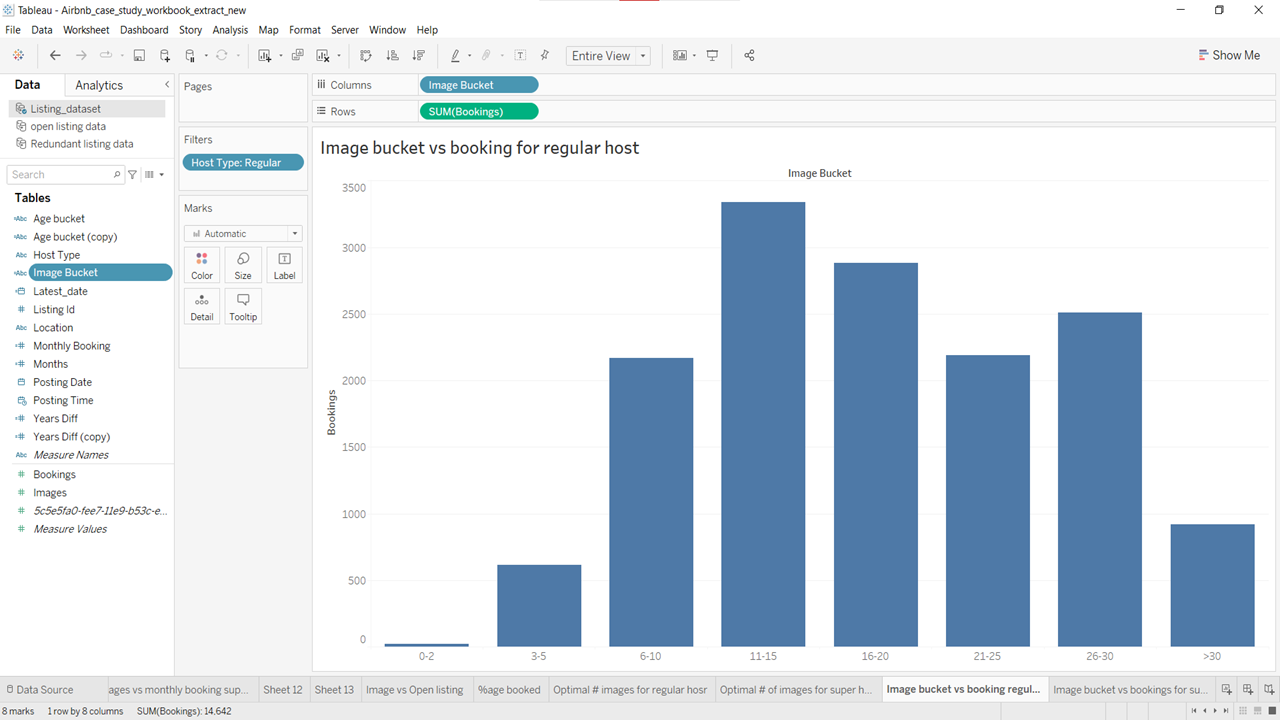 Tableau - Airbnb_case_study_workbook_extract_new
File Data Worksheet Dashboard Story Analysis Map Format Server Window Help
Entire View
Show Me
Data Analytics
Listing_dataset
open listing data
Redundant listing data
Search
Tables
Age bucket
Age bucket (copy)
Host Type
Image Bucket
Latest_date
Listing Id
Location
Monthly Booking
Months
Posting Date
Posting Time
Years Diff
Years Diff (copy)
Measure Names
Bookings
Images
5c5e5fa0-fee7-11e9-b53c-e...
Measure Values
Pages
Filters
Host Type: Regular
Marks
Automatic
Color Size Label
Detail Tooltip
Columns Image Bucket
Rows SUM(Bookings)
Image bucket vs booking for regular host
Image Bucket
Bookings
3500
3000
2500
2000
1500
1000
500
0
0-2 3-5 6-10 11-15 16-20 21-25 26-30 >30
Data Source ages vs monthly booking sup... Sheet 12 Sheet 13 Image vs Open listing %age booked Optimal # images for regular hosr Optimal # of images for super h... Image bucket vs booking regul... Image bucket vs bookings for su...
8 marks 1 row by 8 columns SUM(Bookings): 14.642